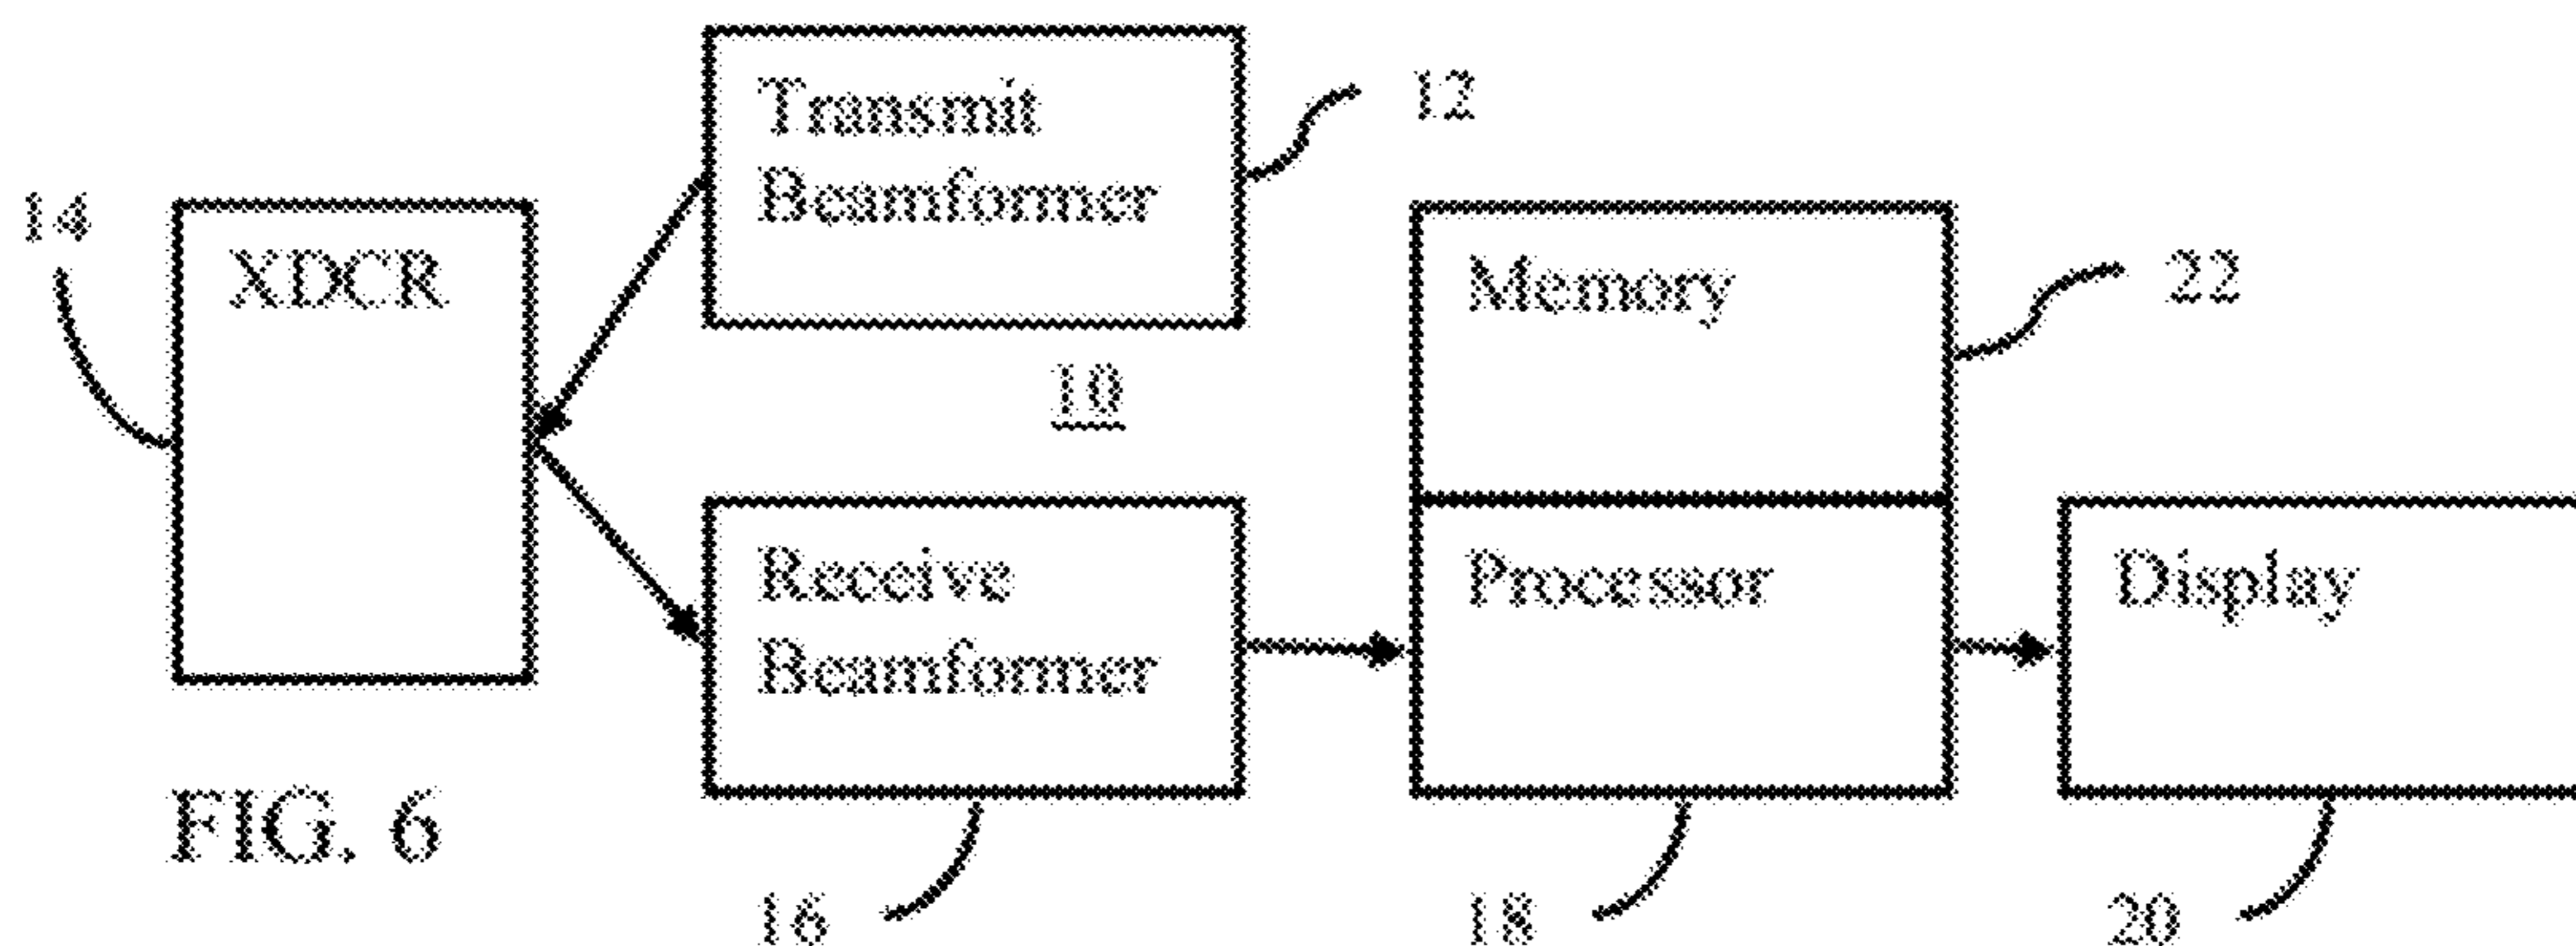 Transmit
Beamformer
12
14
XDCR
Memory
22
10
Receive
Beamformer
Processor
Display
FIG. 6
16
18
20